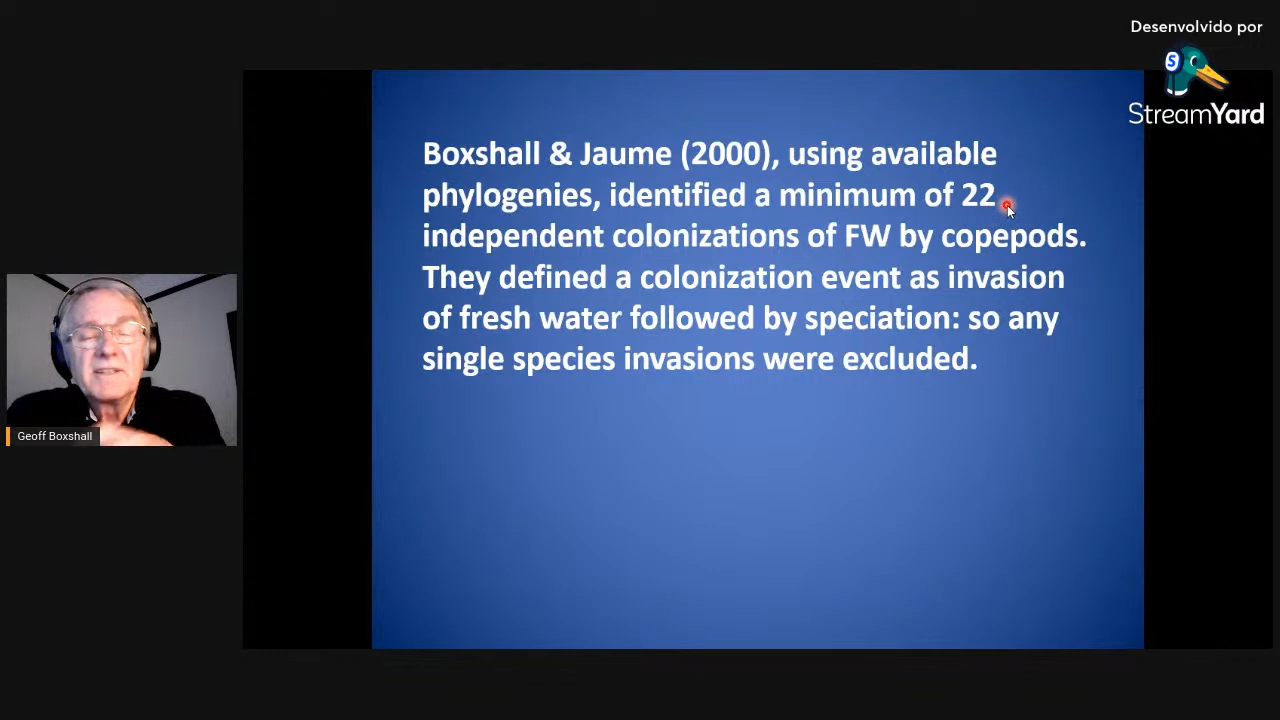 Desenvolvido por
StreamYard
Boxshall & Jaume (2000), using available
phylogenies, identified a minimum of 22
independent colonizations of FW by copepods.
They defined a colonization event as invasion
of fresh water followed by speciation: so any
single species invasions were excluded.
Geoff Boxshall